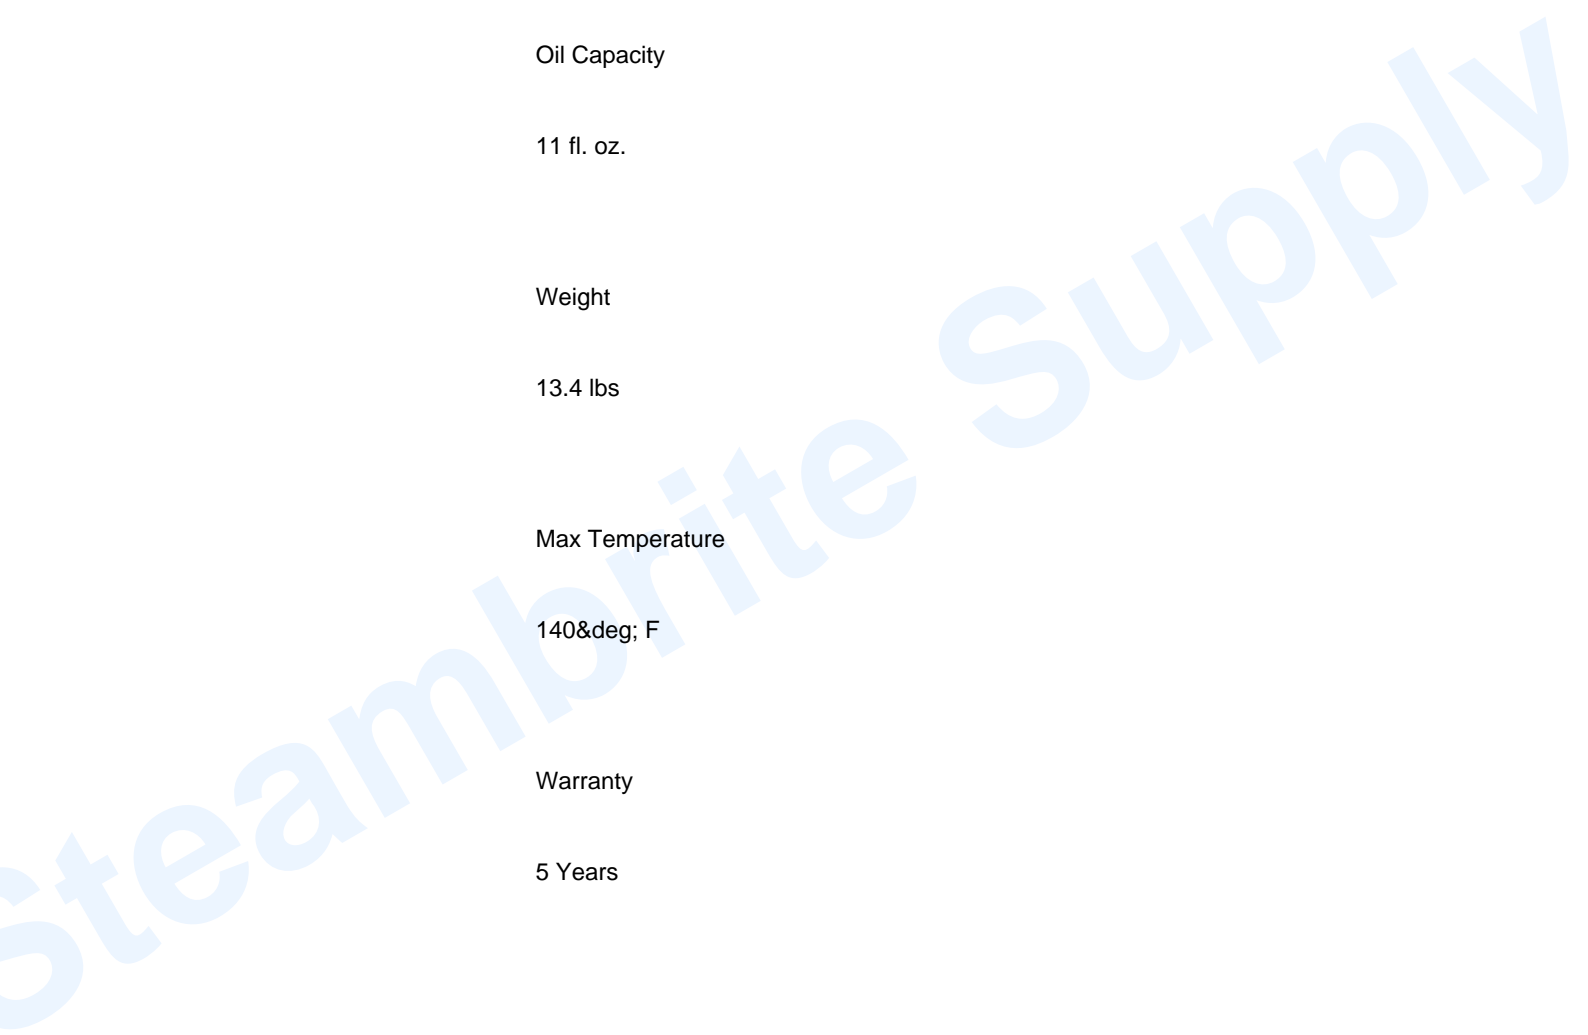 Oil Capacity
11 fl. oz.
Weight
13.4 lbs
Max Temperature
140&deg; F
Warranty
5 Years
Steambrite Supply